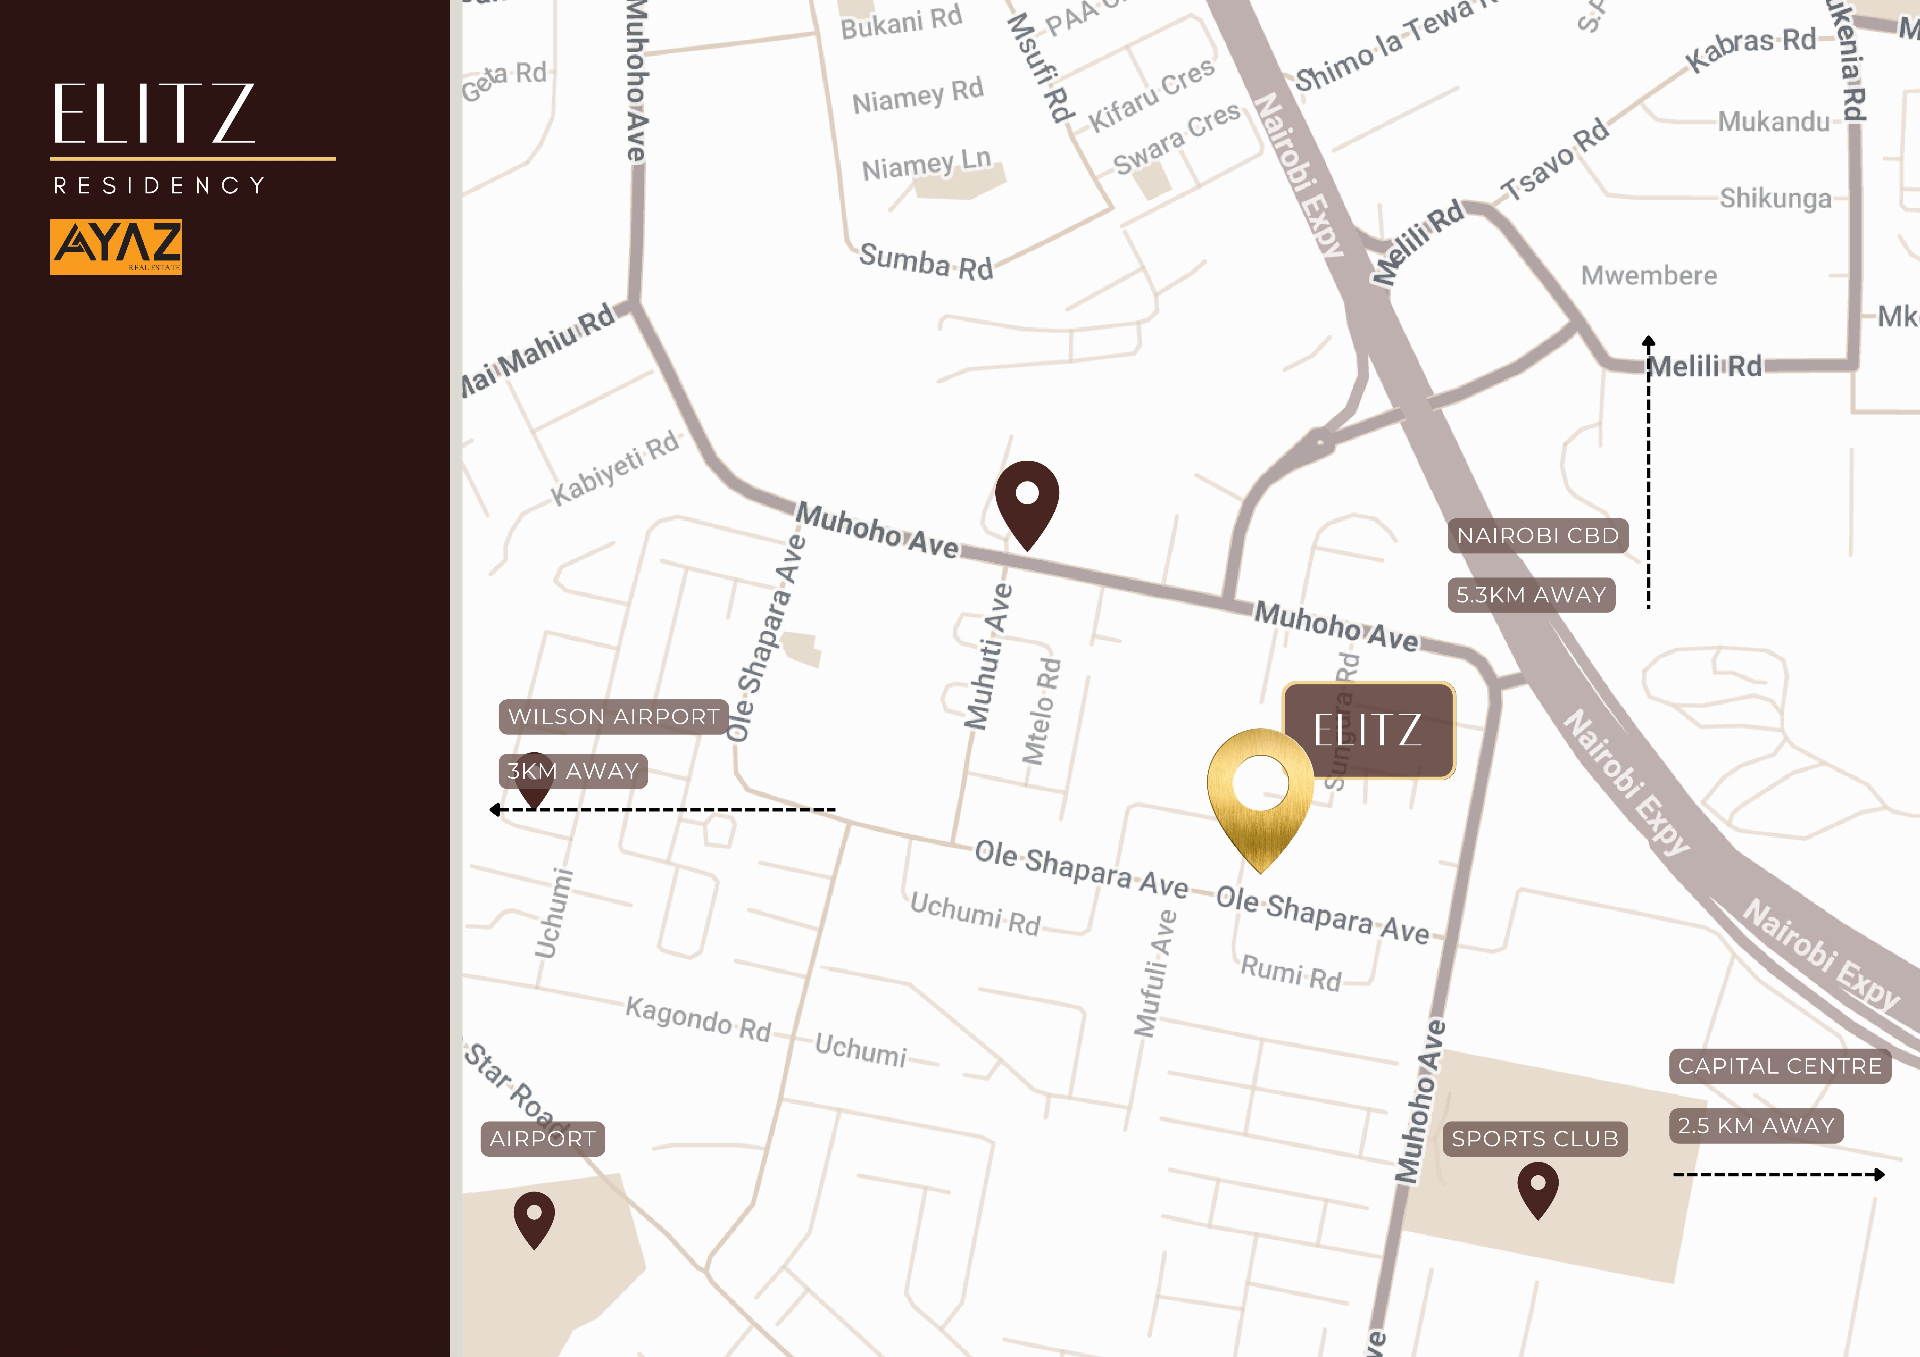 ELITZ
RESIDENCY
AYAZ
REAL ESTATE
Muhoho Ave
Bukani Rd
Geta Rd
Niamey Rd
Niamey Ln
Sumba Rd
Msufi Rd
Kifaru Cres
Swara Cres
Nairobi Expy
Shimo la Tewa
Kabras Rd
Mukandu
Tsavo Rd
Shikunga
Melili Rd
Mwembere
Melili Rd
Mai Mahiu Rd
Kabiyeti Rd
Muhoho Ave
Ole Shapara Ave
Muhuti Ave
Mtelo Rd
Muhoho Ave
NAIROBI CBD
5.3KM AWAY
Sungura Rd
ELITZ
WILSON AIRPORT
3KM AWAY
Nairobi Expy
Ole Shapara Ave
Ole Shapara Ave
Uchumi
Uchumi Rd
Mufuli Ave
Rumi Rd
Nairobi Expy
Kagondo Rd
Uchumi
Star Road
Muhoho Ave
AIRPORT
SPORTS CLUB
CAPITAL CENTRE
2.5 KM AWAY